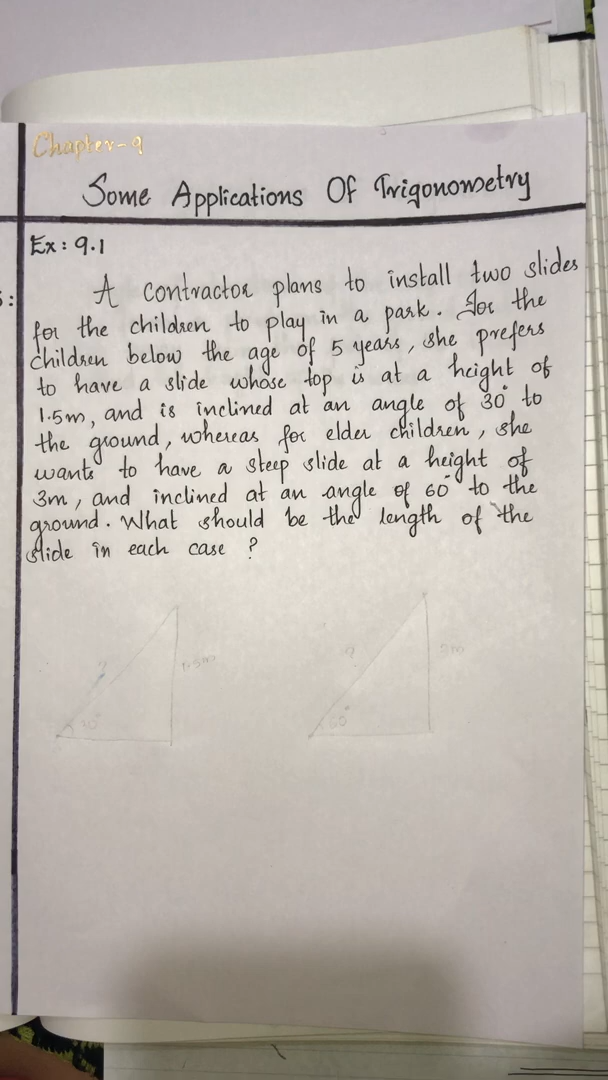 Chapter-9
Some Applications Of Trigonometry
Ex: 9.1
A contractor plans to install two slides
for the children to play in a park. For the
children below the age of 5 years, she prefers
to have a slide whose top is at a height of
1.5m, and is inclined at an angle of 30° to
the ground, whereas for elder children, she
wants to have a steep slide at a height of
3m, and inclined at an angle of 60° to the
ground. What should be the length of the
slide in each case ?
? 1.5m ? 3m
30° 60°